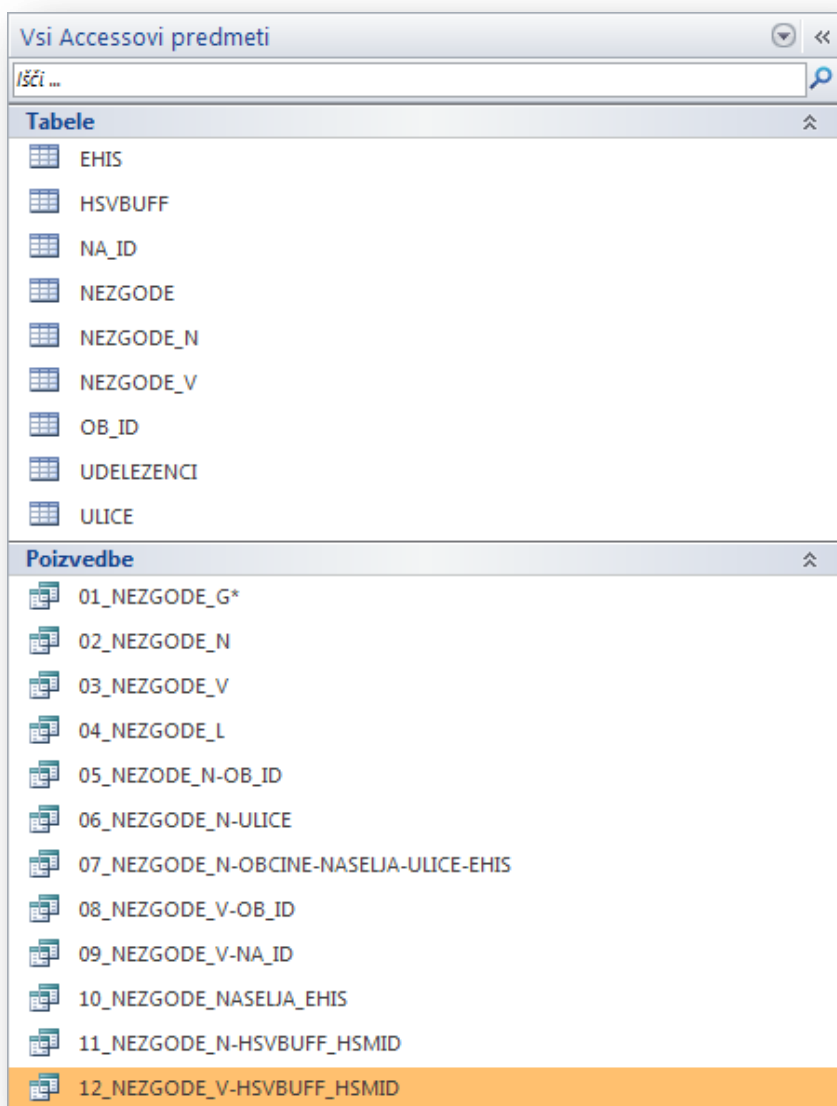 Vsi Accessovi predmeti
Išči ...
Tabele
EHIS
HSVBUFF
NA_ID
NEZGODE
NEZGODE_N
NEZGODE_V
OB_ID
UDELEZENCI
ULICE
Poizvedbe
01_NEZGODE_G*
02_NEZGODE_N
03_NEZGODE_V
04_NEZGODE_L
05_NEZODE_N-OB_ID
06_NEZGODE_N-ULICE
07_NEZGODE_N-OBCINE-NASELJA-ULICE-EHIS
08_NEZGODE_V-OB_ID
09_NEZGODE_V-NA_ID
10_NEZGODE_NASELJA_EHIS
11_NEZGODE_N-HSVBUFF_HSMID
12_NEZGODE_V-HSVBUFF_HSMID